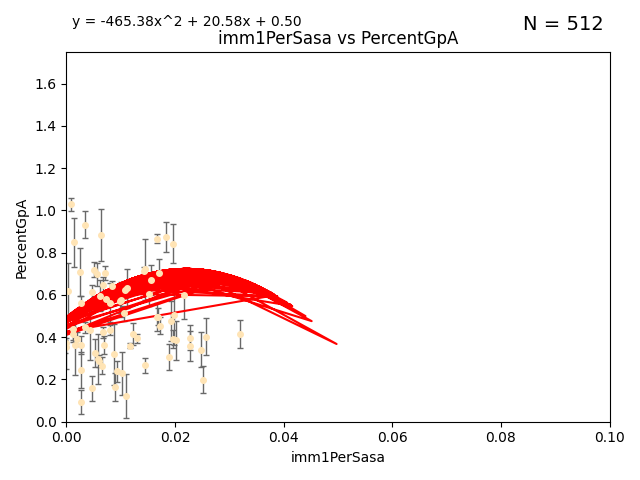 y = -465.38x^2 + 20.58x + 0.50
N = 512
imm1PerSasa vs PercentGpA
PercentGpA
1.6
1.4
1.2
1.0
0.8
0.6
0.4
0.2
0.0
0.00 0.02 0.04 0.06 0.08 0.10
imm1PerSasa